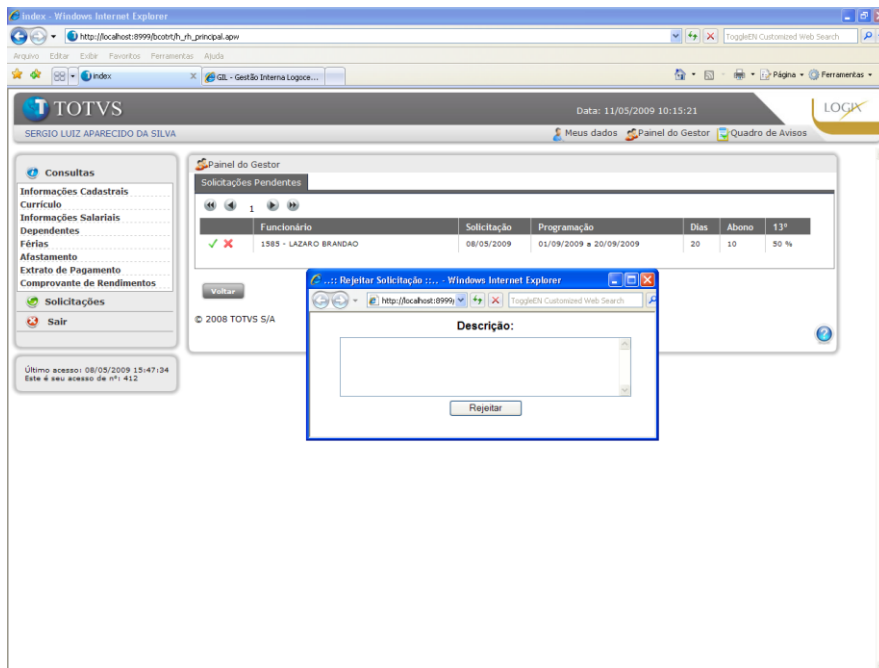 Index - Windows Internet Explorer
http://localhost:8999/bcotrt/h_rh_principal.apw
ToggleEN Customized Web Search
Arquivo Editar Exibir Favoritos Ferramentas Ajuda
Index
GIL - Gestão Interna Logoce...
Página
Ferramentas
TOTVS
Data: 11/05/2009 10:15:21
LOGIX
SERGIO LUIZ APARECIDO DA SILVA
Meus dados
Painel do Gestor
Quadro de Avisos
Consultas
Informações Cadastrais
Currículo
Informações Salariais
Dependentes
Férias
Afastamento
Extrato de Pagamento
Comprovante de Rendimentos
Solicitações
Sair
Último acesso: 08/05/2009 15:47:34
Este é seu acesso de nº: 412
Painel do Gestor
Solicitações Pendentes
1
Funcionário Solicitação Programação Dias Abono 13º
1585 - LAZARO BRANDAO 08/05/2009 01/09/2009 a 20/09/2009 20 10 50 %
Voltar
© 2008 TOTVS S/A
..:: Rejeitar Solicitação ::.. - Windows Internet Explorer
http://localhost:8999/
ToggleEN Customized Web Search
Descrição:
Rejeitar